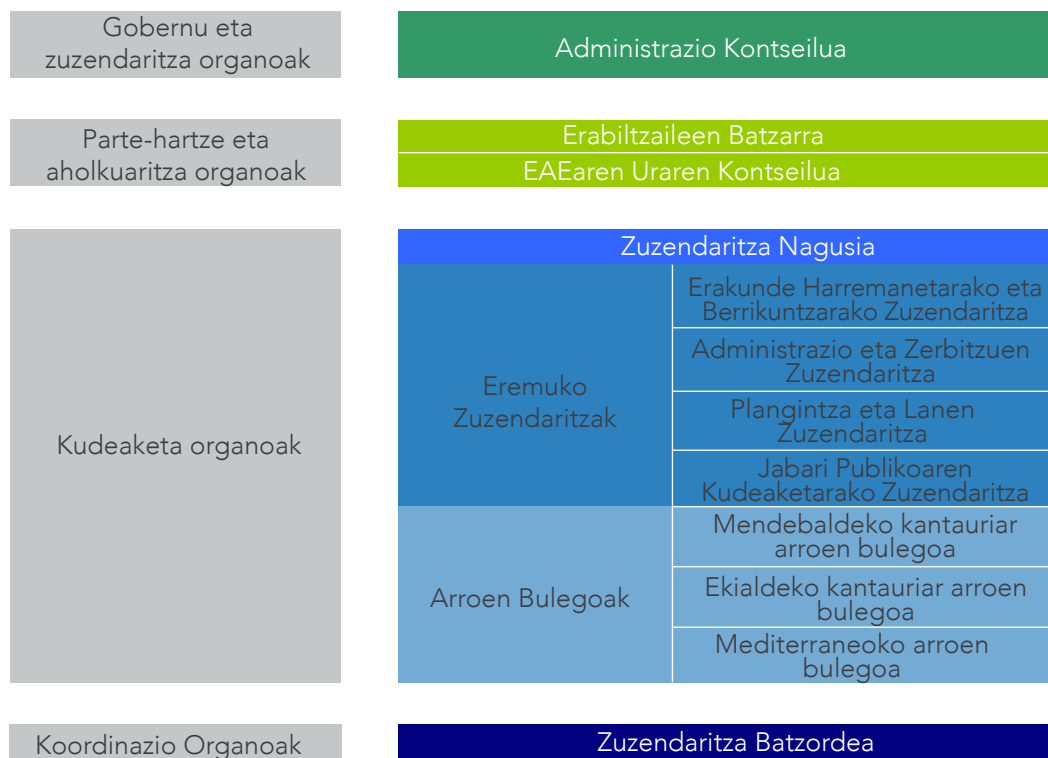 Gobernu eta
zuzendaritza organoak
Administrazio Kontseilua
Parte-hartze eta
aholkuaritza organoak
Erabiltzaileen Batzarra
EAEaren Uraren Kontseilua
Kudeaketa organoak
Zuzendaritza Nagusia
Eremuko
Zuzendaritzak
Erakunde Harremanetarako eta
Berrikuntzarako Zuzendaritza
Administrazio eta Zerbitzuen
Zuzendaritza
Plangintza eta Lanen
Zuzendaritza
Jabari Publikoaren
Kudeaketarako Zuzendaritza
Arroen Bulegoak
Mendebaldeko kantauriar
arroen bulegoa
Ekialdeko kantauriar arroen
bulegoa
Mediterraneoko arroen
bulegoa
Koordinazio Organoak
Zuzendaritza Batzordea